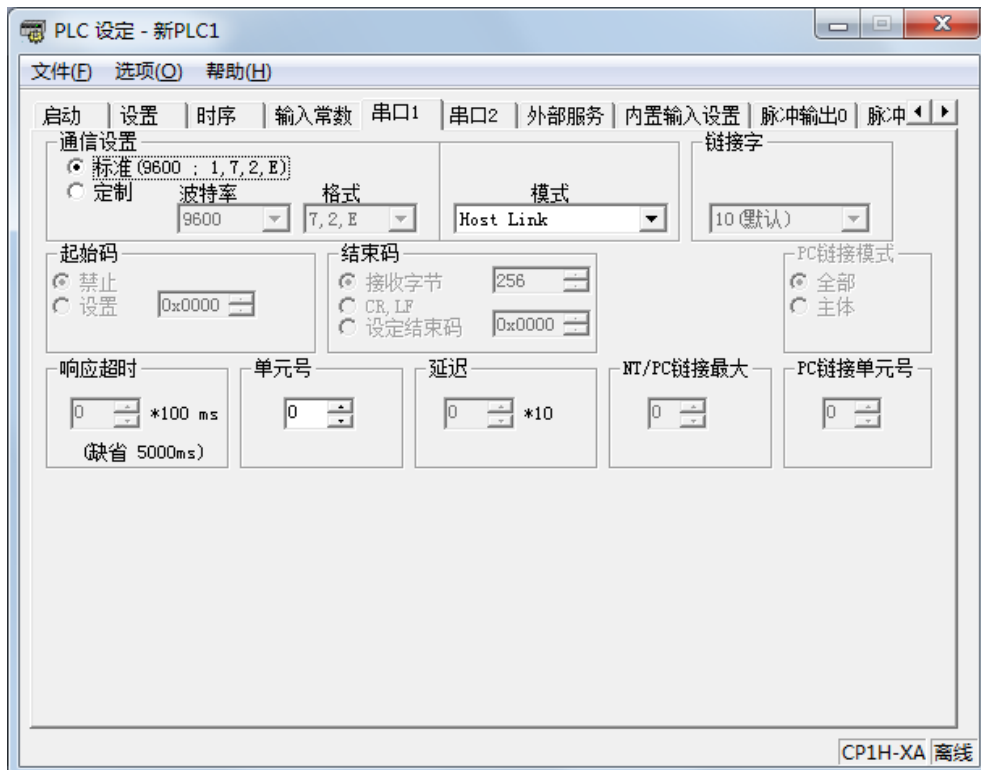 PLC 设定 - 新PLC1
文件(F) 选项(O) 帮助(H)
启动 设置 时序 输入常数 串口1 串口2 外部服务 内置输入设置 脉冲输出0 脉冲
通信设置
标准(9600 ; 1,7,2,E)
定制
波特率
格式
9600
7,2,E
模式
Host Link
链接字
10(默认)
起始码
禁止
设置
0x0000
结束码
接收字节
256
CR,LF
设定结束码
0x0000
PC链接模式
全部
主体
响应超时
0
*100 ms
(缺省 5000ms)
单元号
0
延迟
0
*10
NT/PC链接最大
0
PC链接单元号
0
CP1H-XA 离线